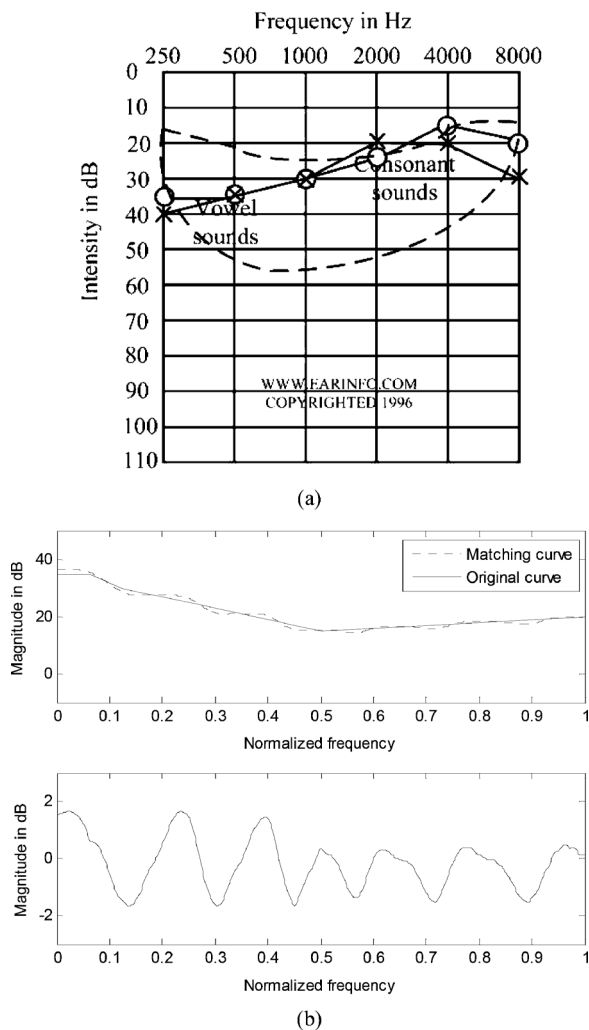 Frequency in Hz
250 500 1000 2000 4000 8000
0
10
20
30
40
50
60
70
80
90
100
110
Intensity in dB
Vowel
sounds
Consonant
sounds
WWW.EARINFO.COM
COPYRIGHTED 1996
(a)
40
20
0
Magnitude in dB
Matching curve
Original curve
0 0.1 0.2 0.3 0.4 0.5 0.6 0.7 0.8 0.9 1
Normalized frequency
2
0
-2
Magnitude in dB
0 0.1 0.2 0.3 0.4 0.5 0.6 0.7 0.8 0.9 1
Normalized frequency
(b)